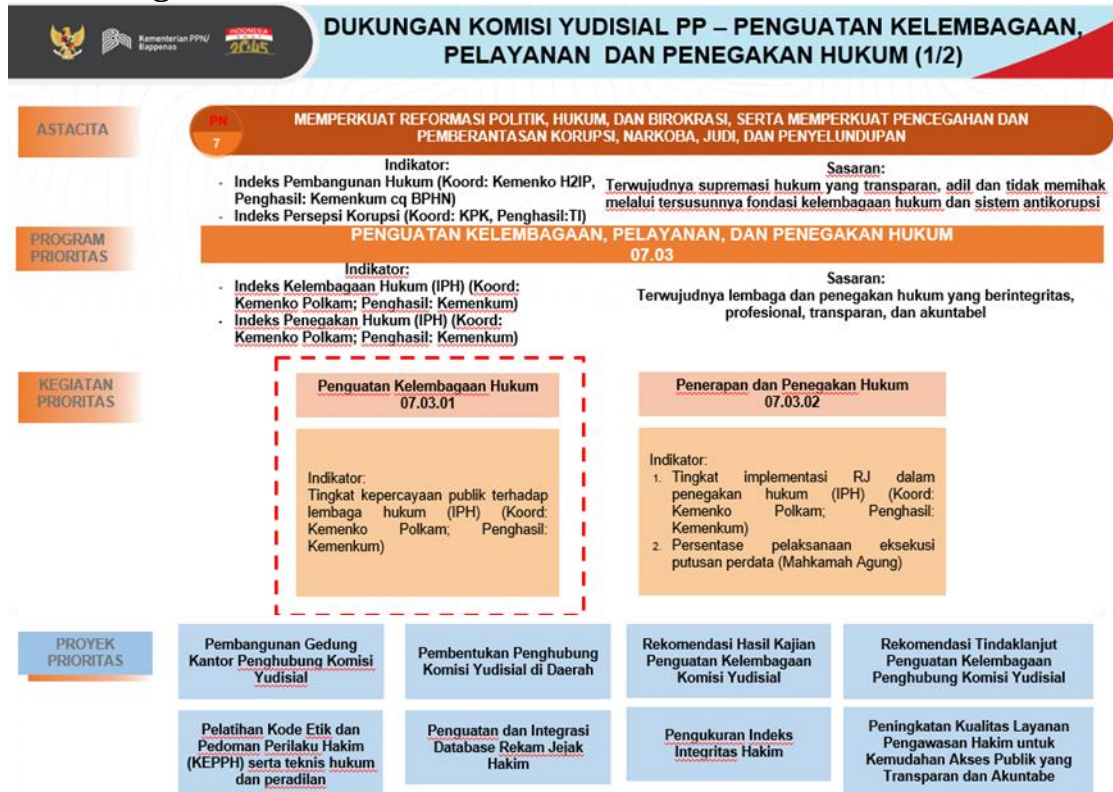 Kementerian PPN/
Bappenas
INDONESIA
2045
DUKUNGAN KOMISI YUDISIAL PP – PENGUATAN KELEMBAGAAN,
PELAYANAN DAN PENEGAKAN HUKUM (1/2)
ASTACITA
PN
7
MEMPERKUAT REFORMASI POLITIK, HUKUM, DAN BIROKRASI, SERTA MEMPERKUAT PENCEGAHAN DAN
PEMBERANTASAN KORUPSI, NARKOBA, JUDI, DAN PENYELUNDUPAN
Indikator:
- Indeks Pembangunan Hukum (Koord: Kemenko H2IP,
Penghasil: Kemenkum cq BPHN)
- Indeks Persepsi Korupsi (Koord: KPK, Penghasil:TI)
Sasaran:
Terwujudnya supremasi hukum yang transparan, adil dan tidak memihak
melalui tersusunnya fondasi kelembagaan hukum dan sistem antikorupsi
PROGRAM
PRIORITAS
PENGUATAN KELEMBAGAAN, PELAYANAN, DAN PENEGAKAN HUKUM
07.03
Indikator:
- Indeks Kelembagaan Hukum (IPH) (Koord:
Kemenko Polkam; Penghasil: Kemenkum)
- Indeks Penegakan Hukum (IPH) (Koord:
Kemenko Polkam; Penghasil: Kemenkum)
Sasaran:
Terwujudnya lembaga dan penegakan hukum yang berintegritas,
profesional, transparan, dan akuntabel
KEGIATAN
PRIORITAS
Penguatan Kelembagaan Hukum
07.03.01
Indikator:
Tingkat kepercayaan publik terhadap
lembaga hukum (IPH) (Koord:
Kemenko Polkam; Penghasil:
Kemenkum)
Penerapan dan Penegakan Hukum
07.03.02
Indikator:
1. Tingkat implementasi RJ dalam
penegakan hukum (IPH) (Koord:
Kemenko Polkam; Penghasil:
Kemenkum)
2. Persentase pelaksanaan eksekusi
putusan perdata (Mahkamah Agung)
PROYEK
PRIORITAS
Pembangunan Gedung
Kantor Penghubung Komisi
Yudisial
Pembentukan Penghubung
Komisi Yudisial di Daerah
Rekomendasi Hasil Kajian
Penguatan Kelembagaan
Komisi Yudisial
Rekomendasi Tindaklanjut
Penguatan Kelembagaan
Penghubung Komisi Yudisial
Pelatihan Kode Etik dan
Pedoman Perilaku Hakim
(KEPPH) serta teknis hukum
dan peradilan
Penguatan dan Integrasi
Database Rekam Jejak
Hakim
Pengukuran Indeks
Integritas Hakim
Peningkatan Kualitas Layanan
Pengawasan Hakim untuk
Kemudahan Akses Publik yang
Transparan dan Akuntabe